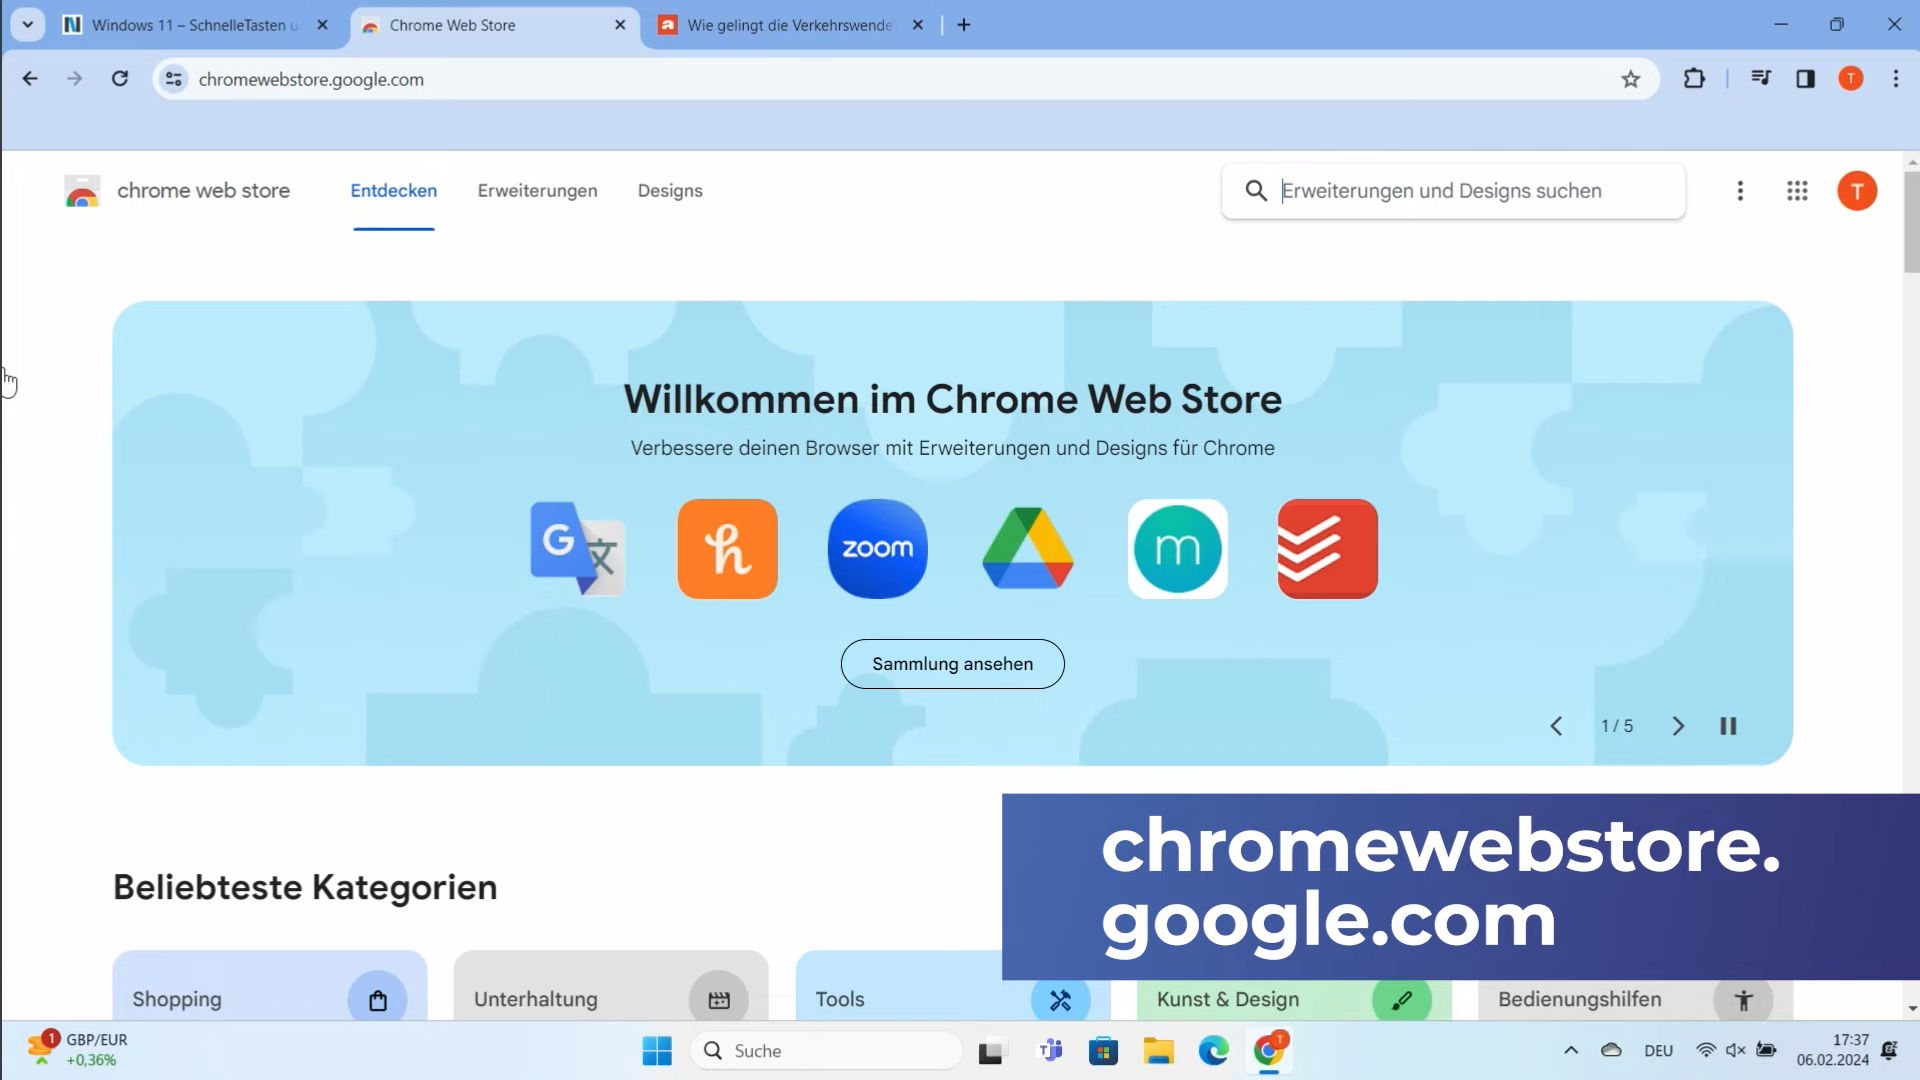 Windows 11 – SchnelleTasten u
Chrome Web Store
Wie gelingt die Verkehrswende
chromewebstore.google.com
T
chrome web store
Entdecken
Erweiterungen
Designs
Erweiterungen und Designs suchen
T
Willkommen im Chrome Web Store
Verbessere deinen Browser mit Erweiterungen und Designs für Chrome
G
h
zoom
m
Sammlung ansehen
1 / 5
chromewebstore.
google.com
Beliebteste Kategorien
Shopping
Unterhaltung
Tools
Kunst & Design
Bedienungshilfen
1
GBP/EUR
+0,36%
Suche
T
DEU
17:37
06.02.2024